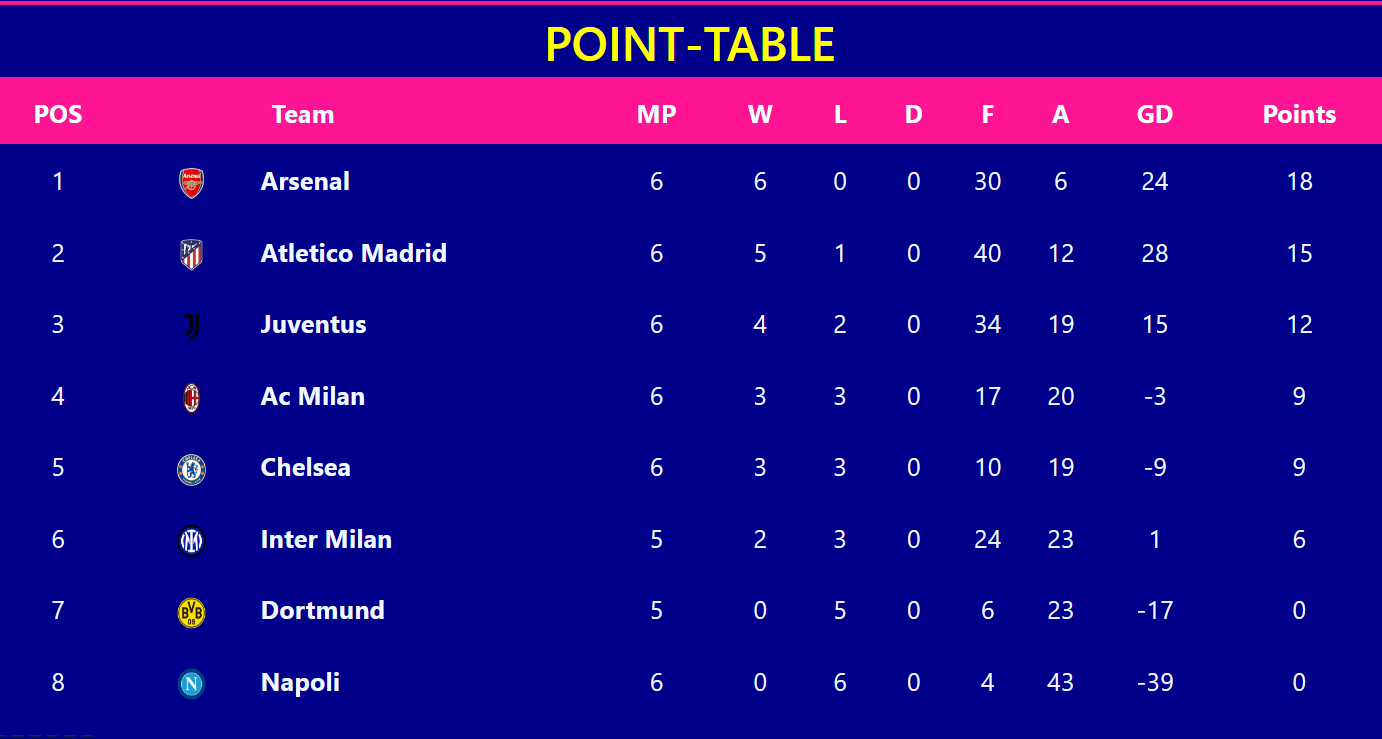 POINT-TABLE
POS Team MP W L D F A GD Points
1 Arsenal 6 6 0 0 30 6 24 18
2 Atletico Madrid 6 5 1 0 40 12 28 15
3 Juventus 6 4 2 0 34 19 15 12
4 Ac Milan 6 3 3 0 17 20 -3 9
5 Chelsea 6 3 3 0 10 19 -9 9
6 Inter Milan 5 2 3 0 24 23 1 6
7 BVB 09 Dortmund 5 0 5 0 6 23 -17 0
8 N Napoli 6 0 6 0 4 43 -39 0